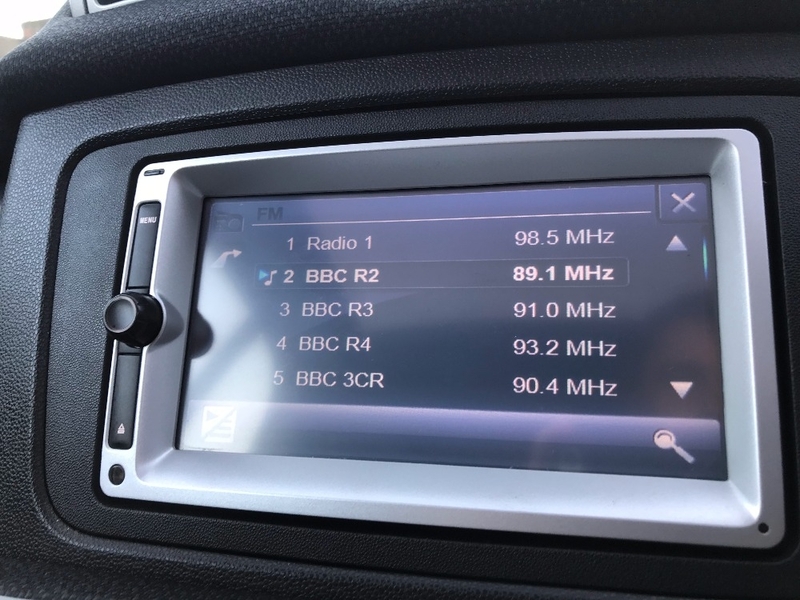 MENU
FM
1 Radio 1 98.5 MHz
2 BBC R2 89.1 MHz
3 BBC R3 91.0 MHz
4 BBC R4 93.2 MHz
5 BBC 3CR 90.4 MHz